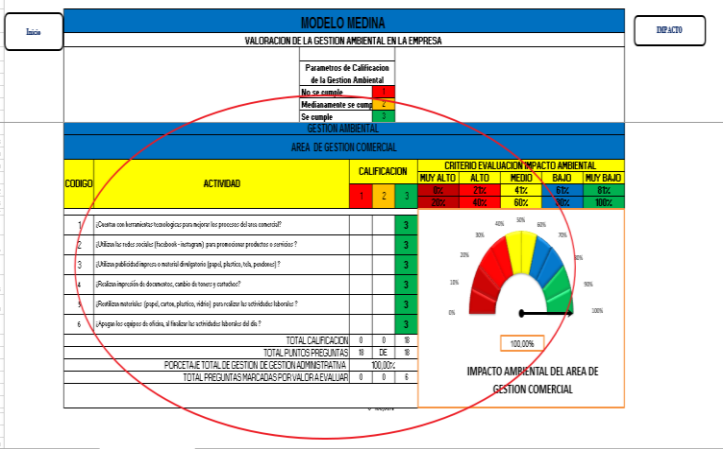 Inicio
MODELO MEDINA
IMPACTO
VALORACION DE LA GESTION AMBIENTAL EN LA EMPRESA
Parametros de Calificacion
de la Gestion Ambiental
No se cumple 1
Medianamente se cump 2
Se cumple 3
GESTION AMBIENTAL
AREA DE GESTION COMERCIAL
CODIGO ACTIVIDAD CALIFICACION CRITERIO EVALUACION IMPACTO AMBIENTAL
MUY ALTO ALTO MEDIO BAJO MUY BAJO
1 2 3 0% 21% 41% 61% 81%
20% 40% 60% 80% 100%
1 ¿Cuentan con herramientas tecnologicas para mejorar los procesos del area comercial? 3
2 ¿Utilizan las redes sociales (facebook - instagram) para promocionar productos o servicios ? 3
3 ¿Utilizan publicidad impresa o material divulgatorio (papel, plastico, tela, pendones) ? 3
4 ¿Realizan impresión de documentos, cambio de toners y cartuchos? 3
5 ¿Reutilizan materiales (papel, carton, plastico, vidrio) para realizar las actividades laborales ? 3
6 ¿Apagan los equipos de oficina, al finalizar las actividades laborales del dia ? 3
TOTAL CALIFICACION 0 0 18
TOTAL PUNTOS PREGUNTAS 18 DE 18
PORCETAJE TOTAL DE GESTION DE GESTION ADMINISTRATIVA 100,00%
TOTAL PREGUNTAS MARCADAS POR VALOR A EVALUAR 0 0 6
0% 10% 20% 30% 40% 50% 60% 70% 80% 90% 100%
100,00%
IMPACTO AMBIENTAL DEL AREA DE
GESTION COMERCIAL